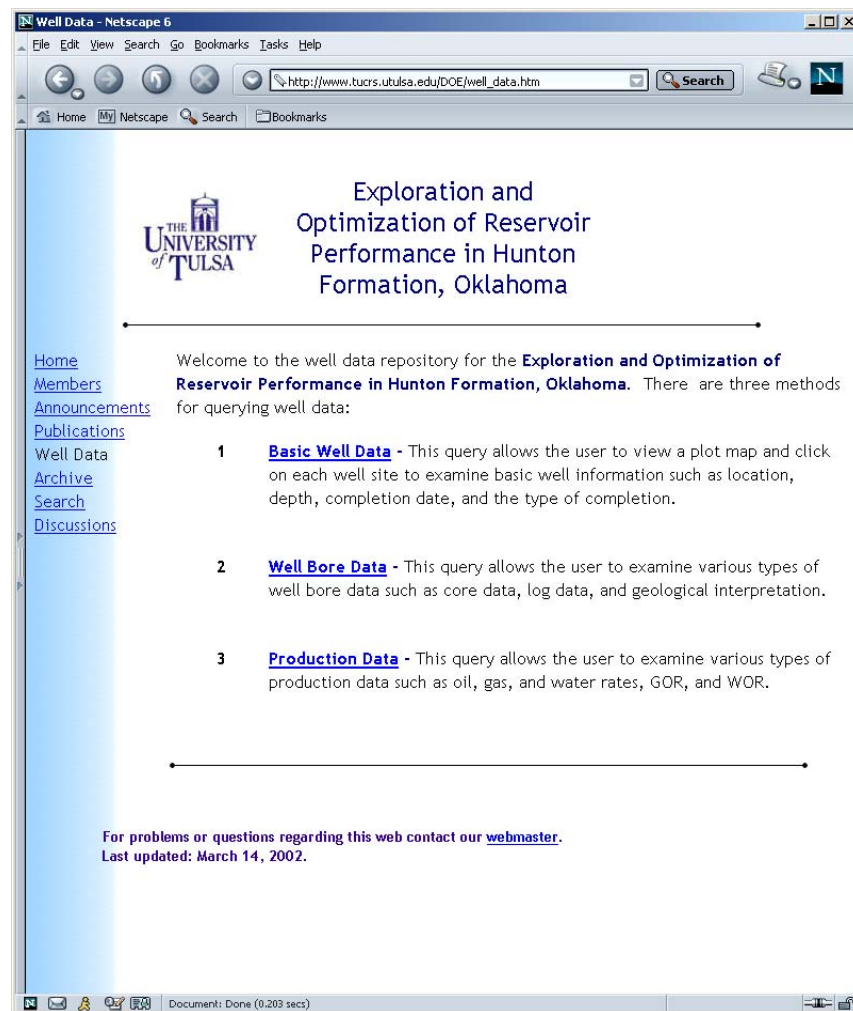 Well Data - Netscape 6
File Edit View Search Go Bookmarks Tasks Help
http://www.tucrs.utulsa.edu/DOE/well_data.htm Search N
Home My Netscape Search Bookmarks
THE
UNIVERSITY
of TULSA
Exploration and
Optimization of Reservoir
Performance in Hunton
Formation, Oklahoma
Home
Members
Announcements
Publications
Well Data
Archive
Search
Discussions
Welcome to the well data repository for the Exploration and Optimization of
Reservoir Performance in Hunton Formation, Oklahoma. There are three methods
for querying well data:
1 Basic Well Data - This query allows the user to view a plot map and click
on each well site to examine basic well information such as location,
depth, completion date, and the type of completion.
2 Well Bore Data - This query allows the user to examine various types of
well bore data such as core data, log data, and geological interpretation.
3 Production Data - This query allows the user to examine various types of
production data such as oil, gas, and water rates, GOR, and WOR.
For problems or questions regarding this web contact our webmaster.
Last updated: March 14, 2002.
Document: Done (0.203 secs)